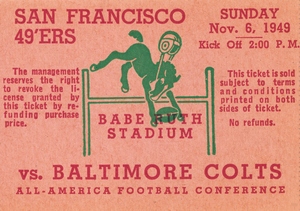 SAN FRANCISCO
49'ERS
SUNDAY
Nov. 6, 1949
Kick Off 2:00 P. M.
The management
reserves the right
to revoke the li-
cense granted by
this ticket by re-
funding purchase
price.
This ticket is sold
subject to terms
and conditions
printed on both
sides of ticket.
No refunds.
BABE RUTH
STADIUM
vs. BALTIMORE COLTS
ALL-AMERICA FOOTBALL CONFERENCE